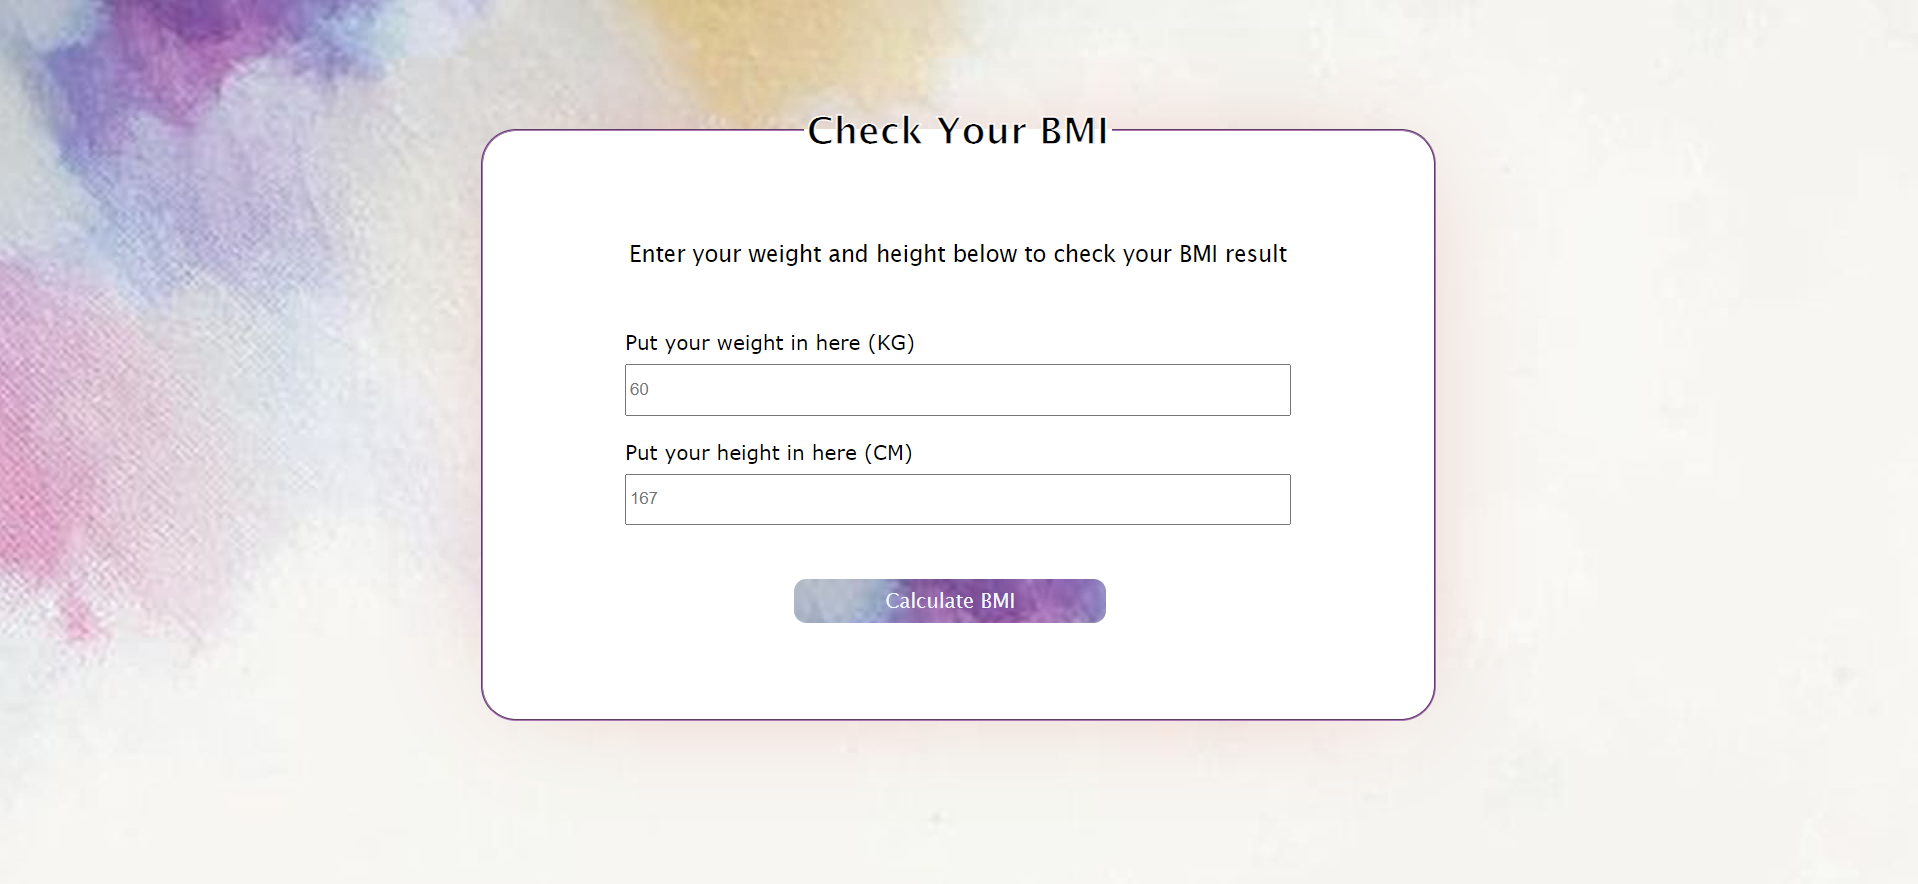 Check Your BMI
Enter your weight and height below to check your BMI result
Put your weight in here (KG)
60
Put your height in here (CM)
167
Calculate BMI